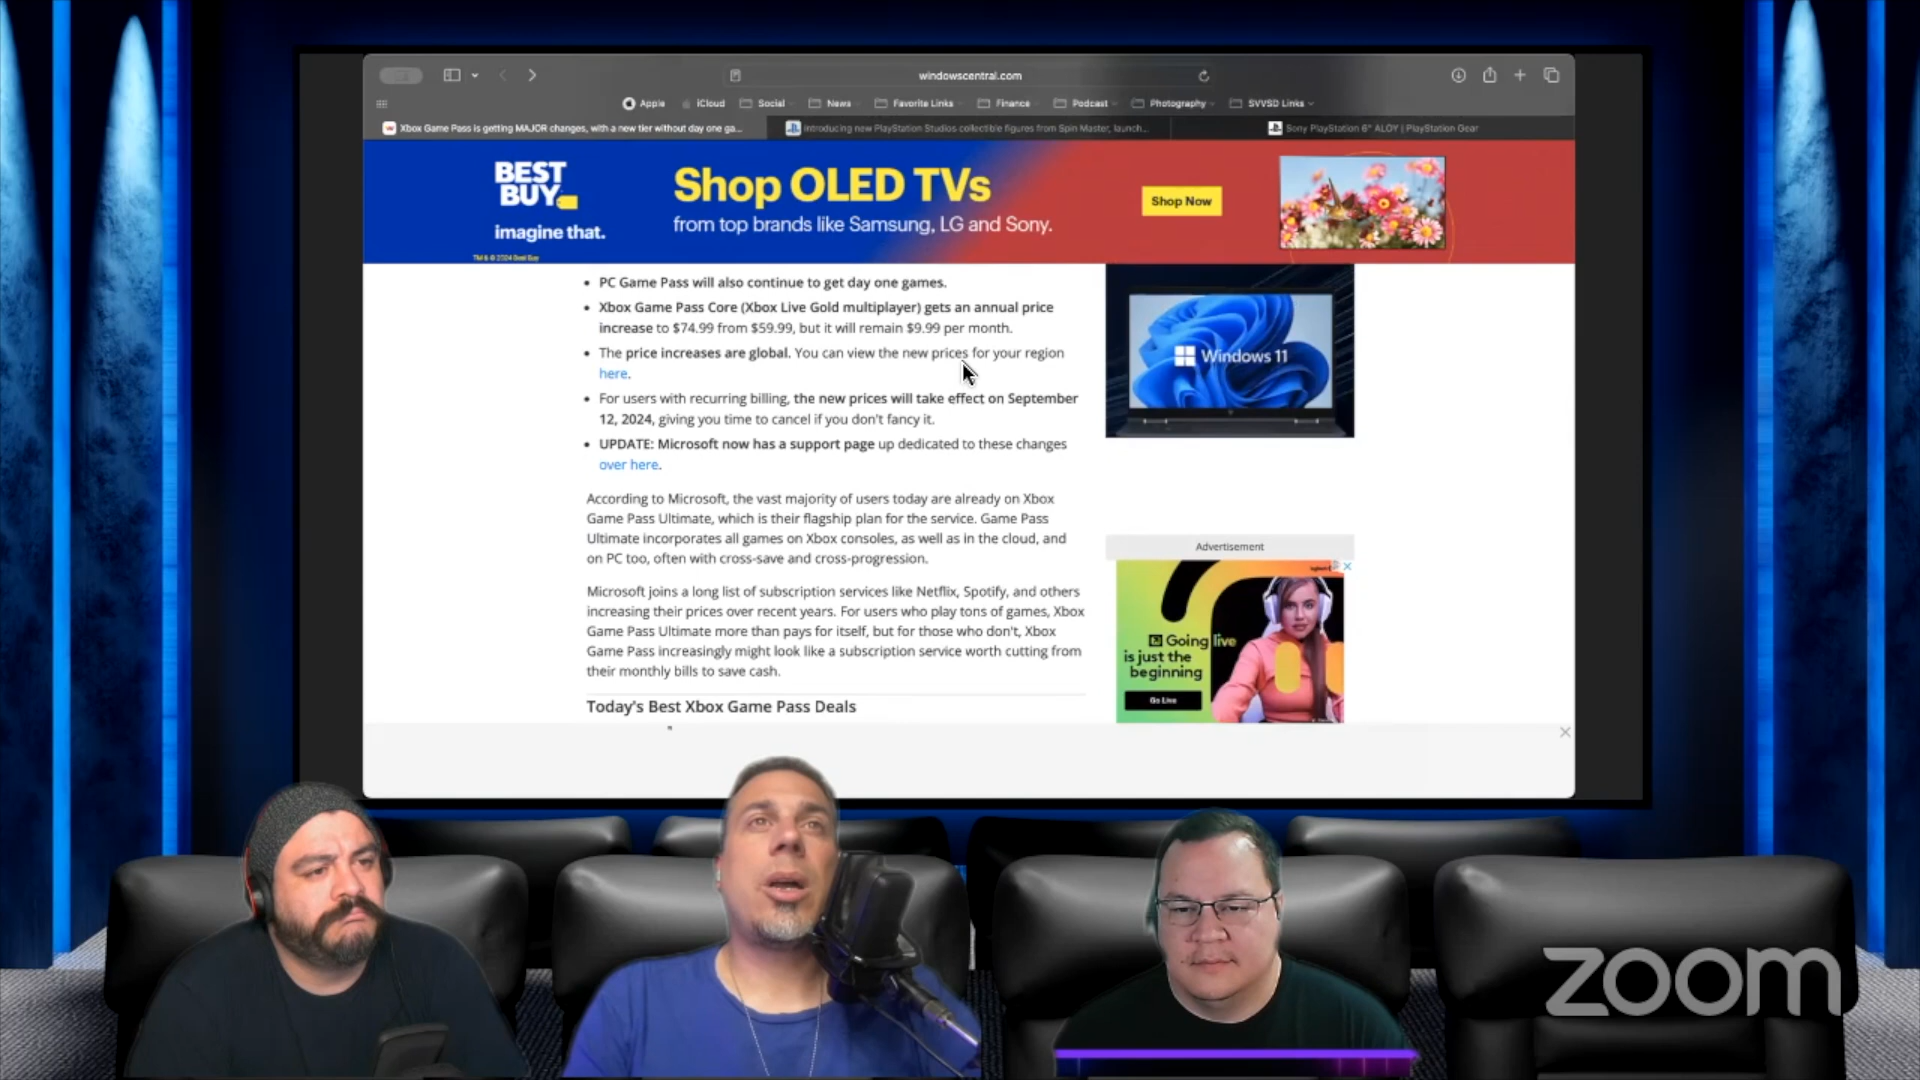 windowscentral.com
Apple iCloud Social News Favorite Links Finance Podcast Photography SVVSD Links
Xbox Game Pass is getting MAJOR changes, with a new tier without day one ga...
Introducing new PlayStation Studios collectible figures from Spin Master, launch...
Sony PlayStation 6" ALOY | PlayStation Gear
BEST
BUY
imagine that.
TM & © 2024 Best Buy
Shop OLED TVs
from top brands like Samsung, LG and Sony.
Shop Now
• PC Game Pass will also continue to get day one games.
• Xbox Game Pass Core (Xbox Live Gold multiplayer) gets an annual price
increase to $74.99 from $59.99, but it will remain $9.99 per month.
• The price increases are global. You can view the new prices for your region
here.
• For users with recurring billing, the new prices will take effect on September
12, 2024, giving you time to cancel if you don't fancy it.
• UPDATE: Microsoft now has a support page up dedicated to these changes
over here.
According to Microsoft, the vast majority of users today are already on Xbox
Game Pass Ultimate, which is their flagship plan for the service. Game Pass
Ultimate incorporates all games on Xbox consoles, as well as in the cloud, and
on PC too, often with cross-save and cross-progression.
Microsoft joins a long list of subscription services like Netflix, Spotify, and others
increasing their prices over recent years. For users who play tons of games, Xbox
Game Pass Ultimate more than pays for itself, but for those who don't, Xbox
Game Pass increasingly might look like a subscription service worth cutting from
their monthly bills to save cash.
Today's Best Xbox Game Pass Deals
Windows 11
Advertisement
Going live
is just the
beginning
Go Live
zoom